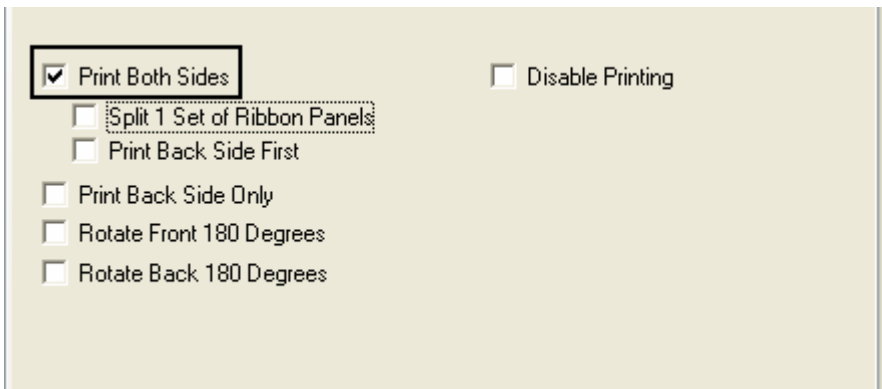 Print Both Sides
Disable Printing
Split 1 Set of Ribbon Panels
Print Back Side First
Print Back Side Only
Rotate Front 180 Degrees
Rotate Back 180 Degrees